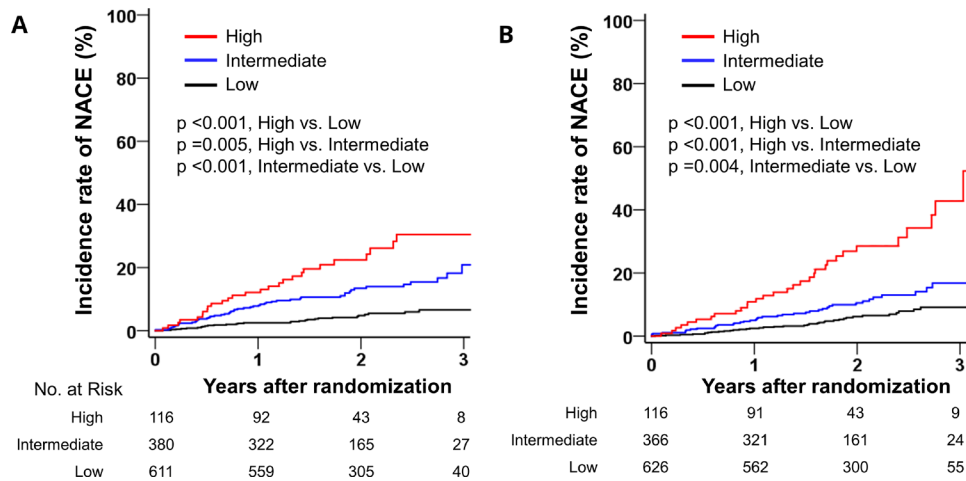 A
Incidence rate of NACE (%)
100
80
60
40
20
0
High
Intermediate
Low
p <0.001, High vs. Low
p =0.005, High vs. Intermediate
p <0.001, Intermediate vs. Low
0 1 2 3
Years after randomization
No. at Risk
High 116 92 43 8
Intermediate 380 322 165 27
Low 611 559 305 40
B
Incidence rate of NACE (%)
100
80
60
40
20
0
High
Intermediate
Low
p <0.001, High vs. Low
p <0.001, High vs. Intermediate
p =0.004, Intermediate vs. Low
0 1 2 3
Years after randomization
High 116 91 43 9
Intermediate 366 321 161 24
Low 626 562 300 55